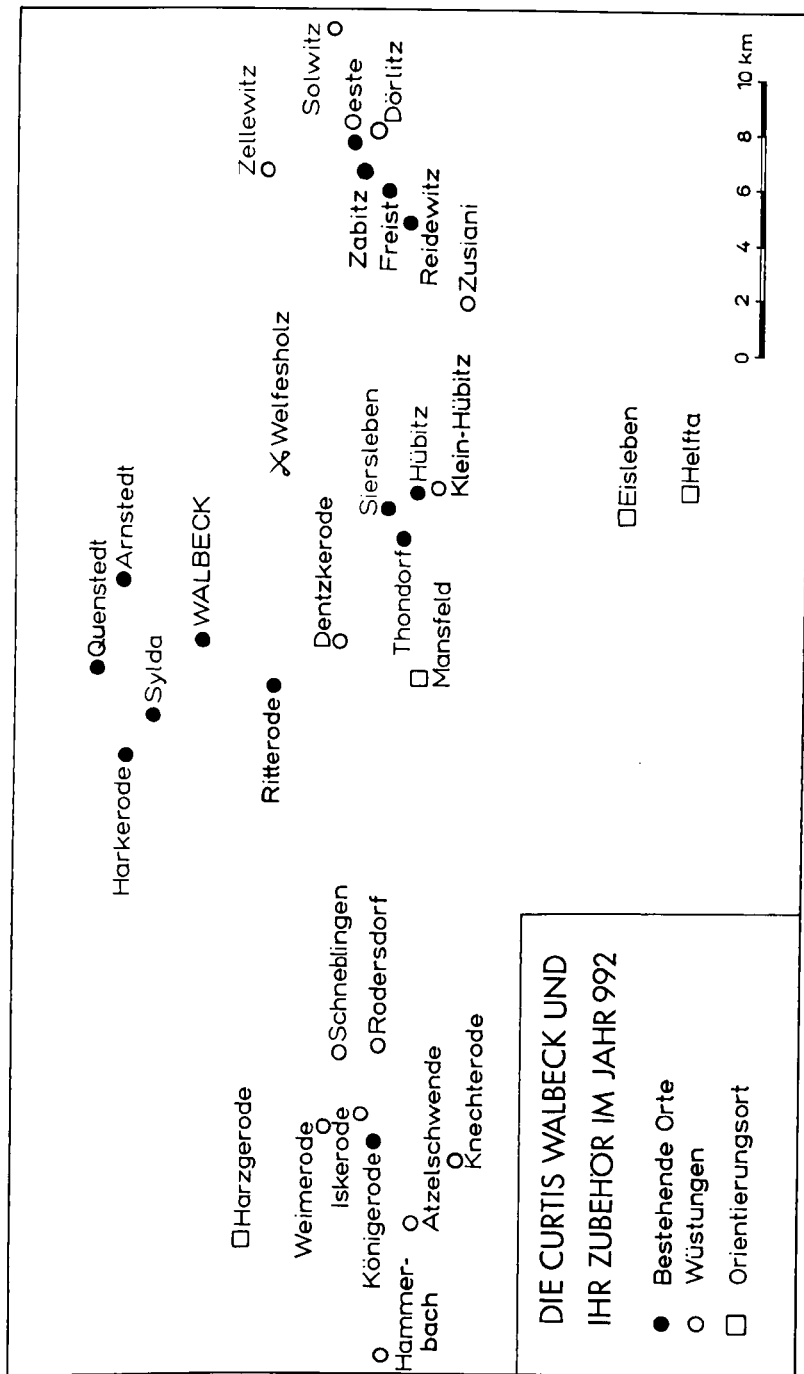 Quenstedt
Arnstedt
Harkerode
Sylda
WALBECK
Ritterode
Welfesholz
Zellewitz
Solwitz
Oeste
Dörlitz
Zabitz
Freist
Reidewitz
Zusiani
Dentzkerode
Siersleben
Hübitz
Klein-Hübitz
Thondorf
Mansfeld
Eisleben
Helfta
Harzgerode
Schneblingen
Rodersdorf
Weimerode
Iskerode
Königerode
Atzelschwende
Knechterode
Hammer-
bach
0 2 4 6 8 10 km
DIE CURTIS WALBECK UND
IHR ZUBEHÖR IM JAHR 992
Bestehende Orte
Wüstungen
Orientierungsort